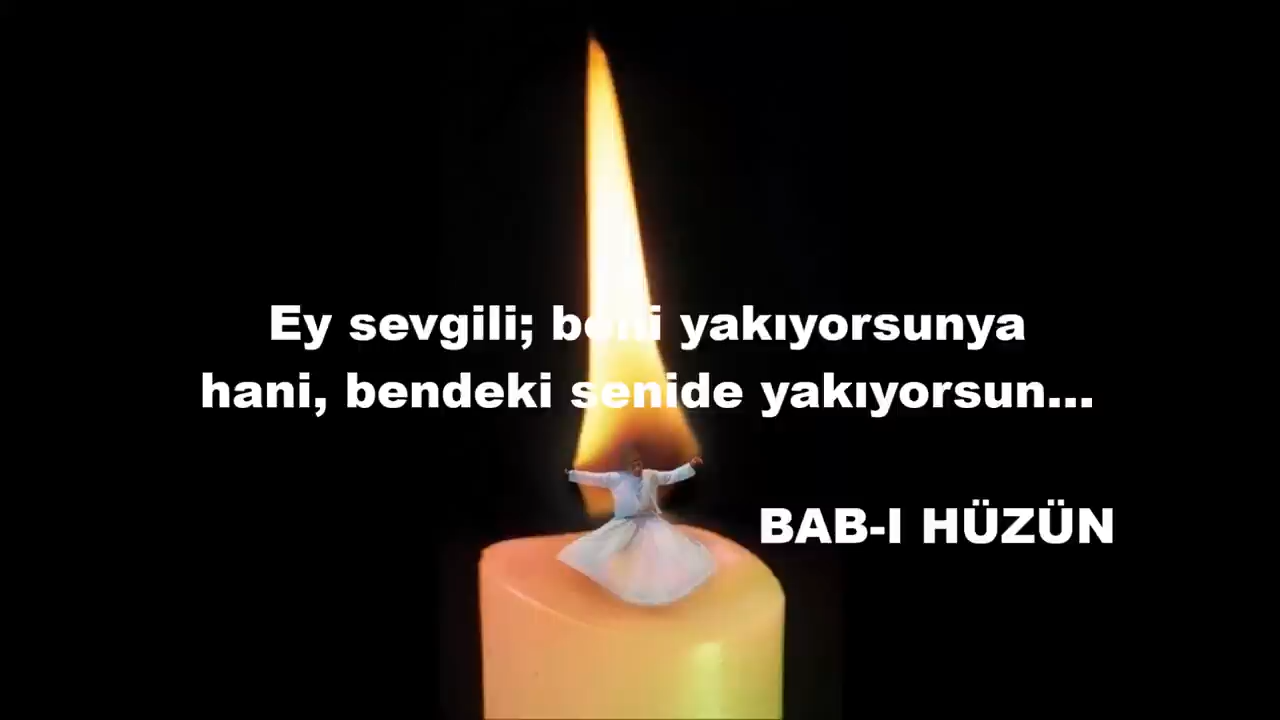 Ey sevgili; beni yakıyorsunya
hani, bendeki senide yakıyorsun...
BAB-I HÜZÜN